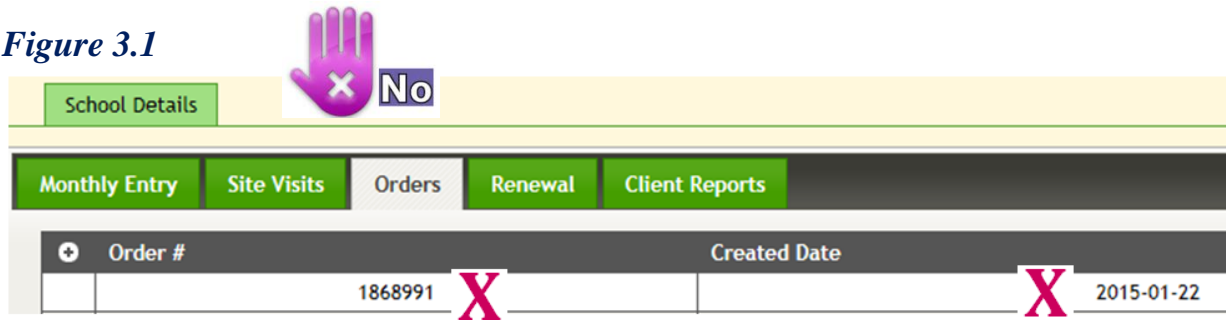 Figure 3.1
No
School Details
Monthly Entry Site Visits Orders Renewal Client Reports
Order # Created Date
1868991 X X 2015-01-22